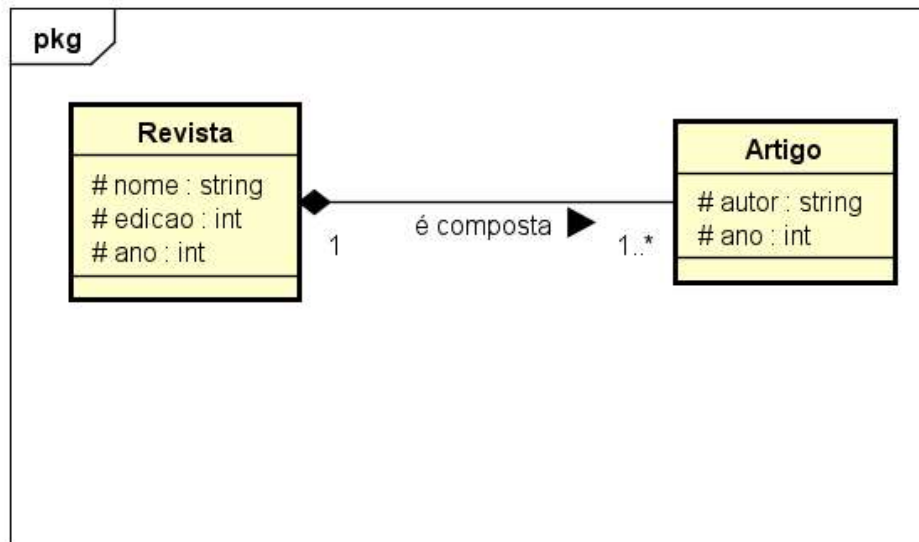 pkg
Revista
# nome : string
# edicao : int
# ano : int
1
é composta
1..*
Artigo
# autor : string
# ano : int